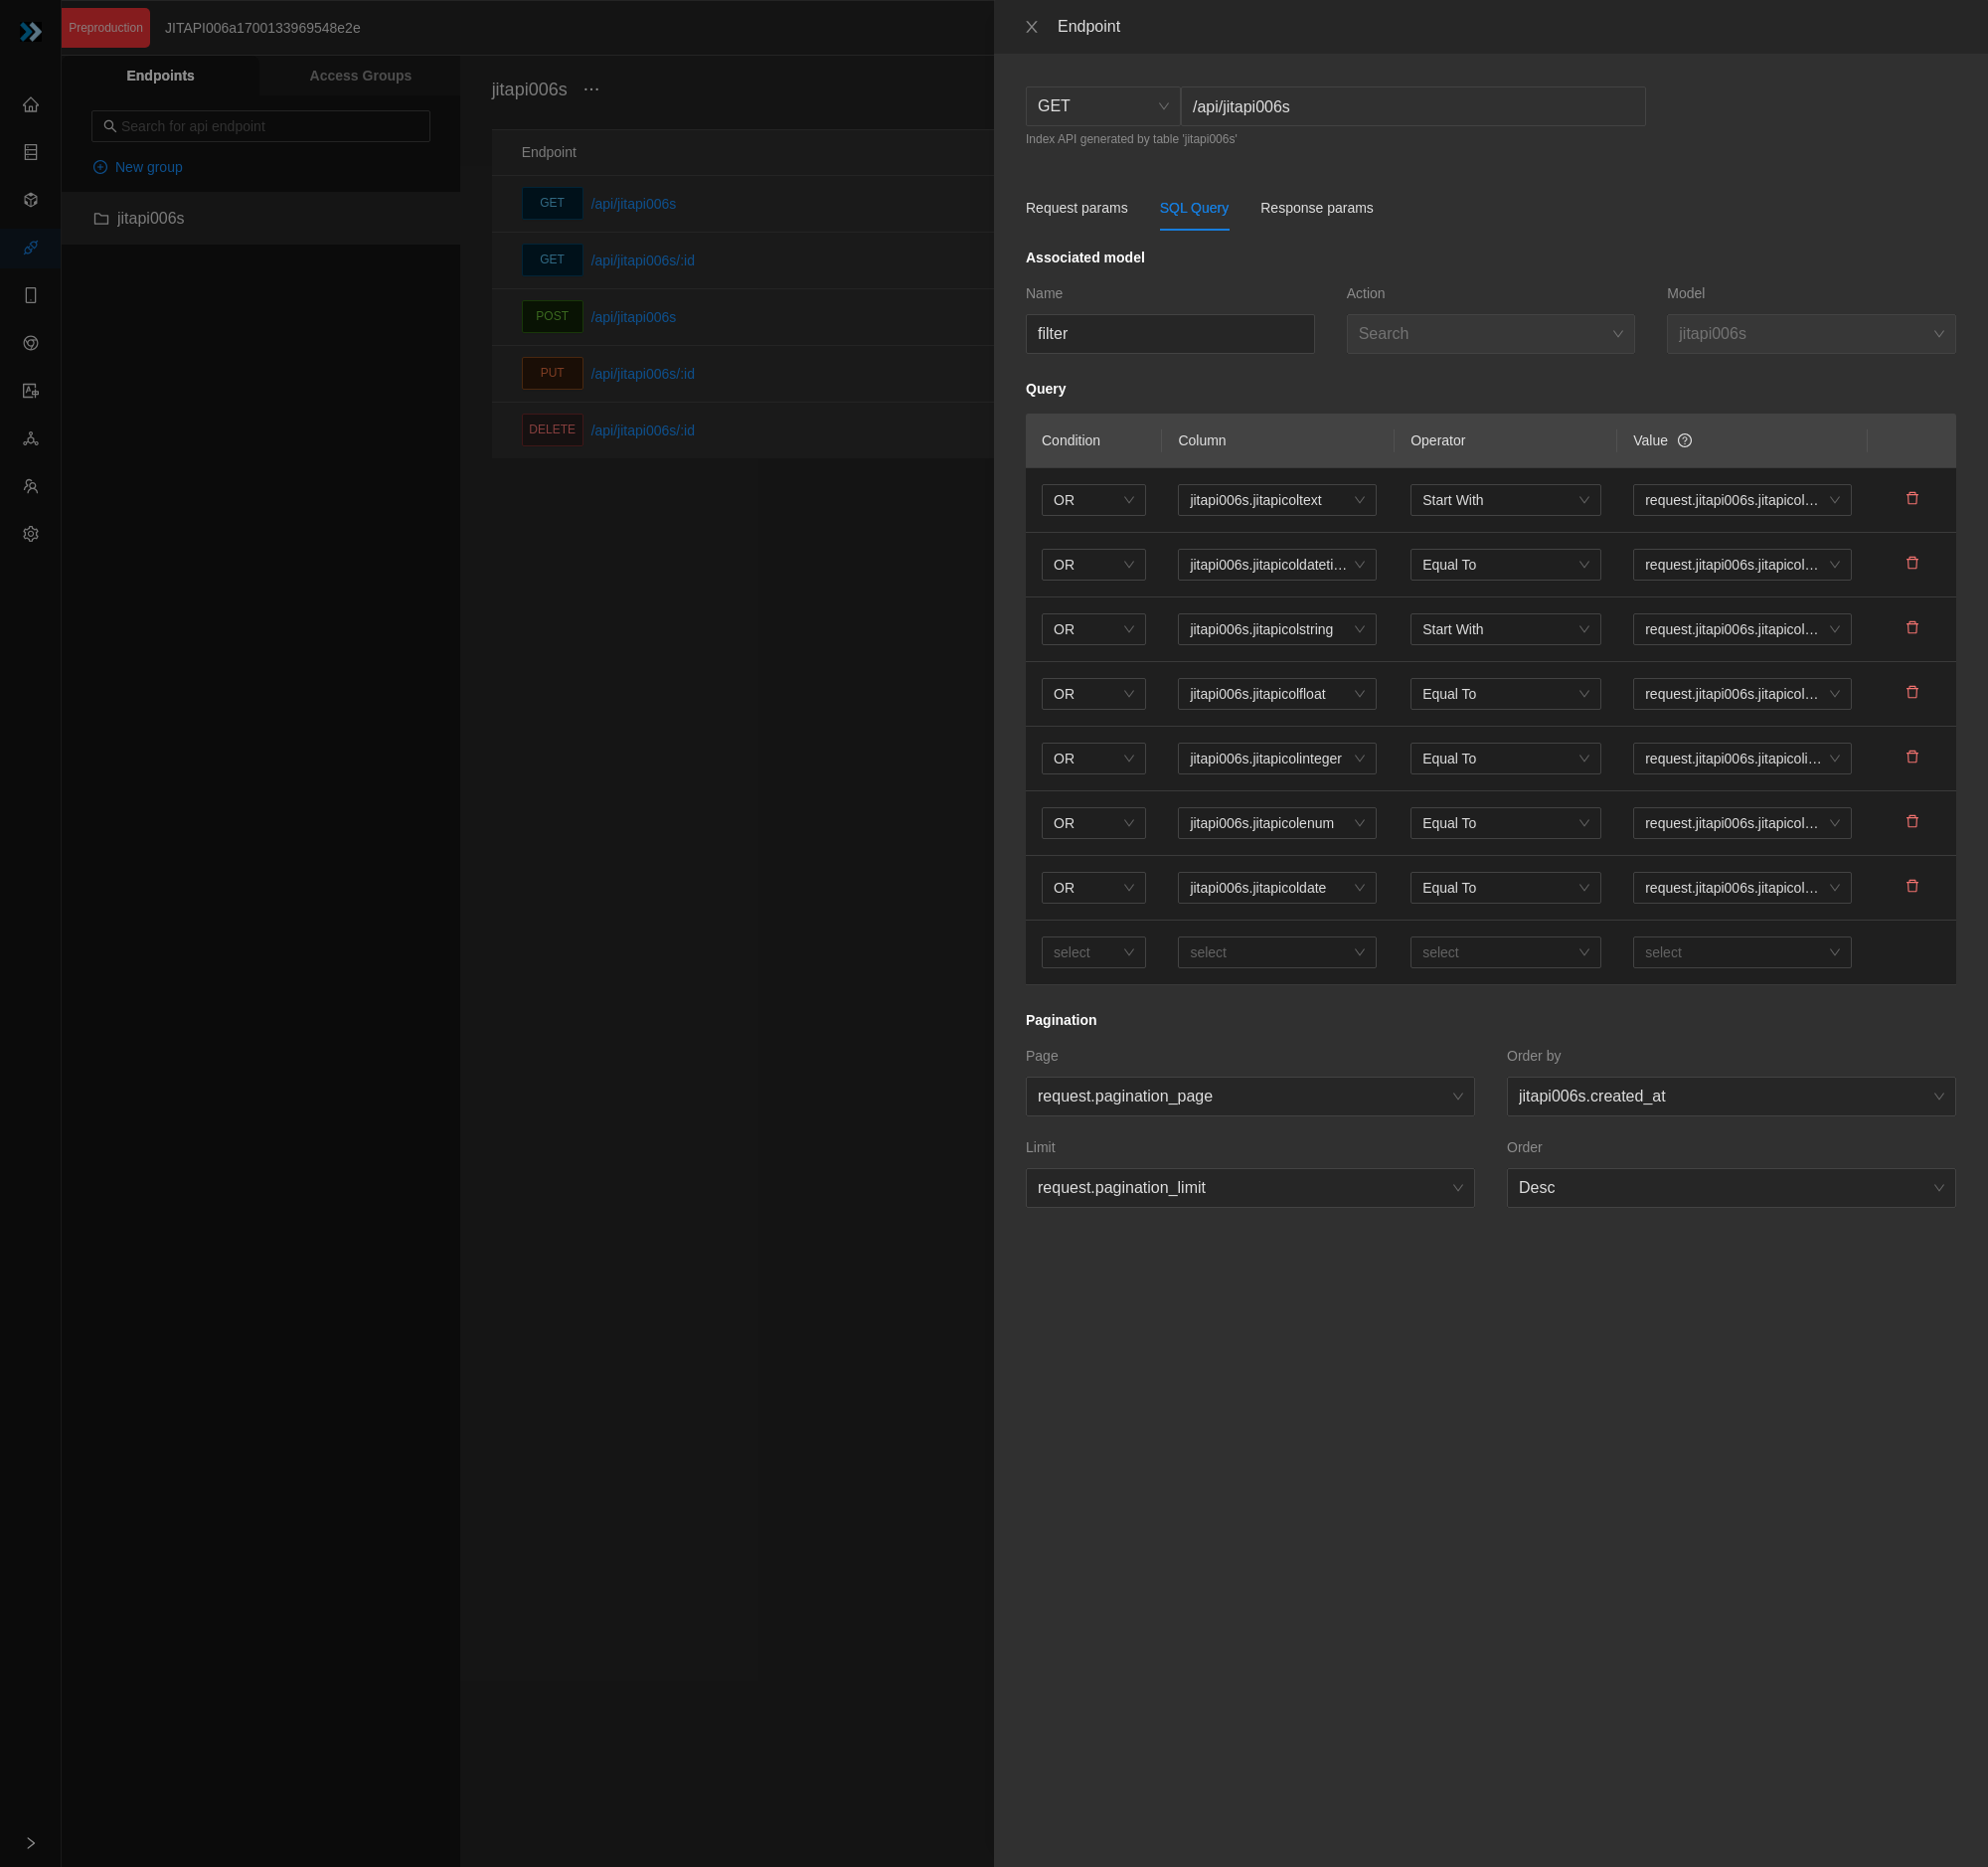 Preproduction
JITAPI006a1700133969548e2e
Endpoints
Access Groups
Search for api endpoint
New group
jitapi006s
jitapi006s
Endpoint
GET /api/jitapi006s
GET /api/jitapi006s/:id
POST /api/jitapi006s
PUT /api/jitapi006s/:id
DELETE /api/jitapi006s/:id
Endpoint
GET /api/jitapi006s
Index API generated by table 'jitapi006s'
Request params SQL Query Response params
Associated model
Name Action Model
filter Search jitapi006s
Query
Condition Column Operator Value
OR jitapi006s.jitapicoltext Start With request.jitapi006s.jitapicol…
OR jitapi006s.jitapicoldateti… Equal To request.jitapi006s.jitapicol…
OR jitapi006s.jitapicolstring Start With request.jitapi006s.jitapicol…
OR jitapi006s.jitapicolfloat Equal To request.jitapi006s.jitapicol…
OR jitapi006s.jitapicolinteger Equal To request.jitapi006s.jitapicoli…
OR jitapi006s.jitapicolenum Equal To request.jitapi006s.jitapicol…
OR jitapi006s.jitapicoldate Equal To request.jitapi006s.jitapicol…
select select select select
Pagination
Page Order by
request.pagination_page jitapi006s.created_at
Limit Order
request.pagination_limit Desc